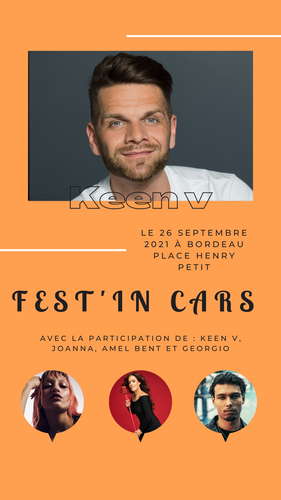 Keen v
LE 26 SEPTEMBRE
2021 À BORDEAU
PLACE HENRY
PETIT
FEST'IN CARS
AVEC LA PARTICIPATION DE : KEEN V,
JOANNA, AMEL BENT ET GEORGIO